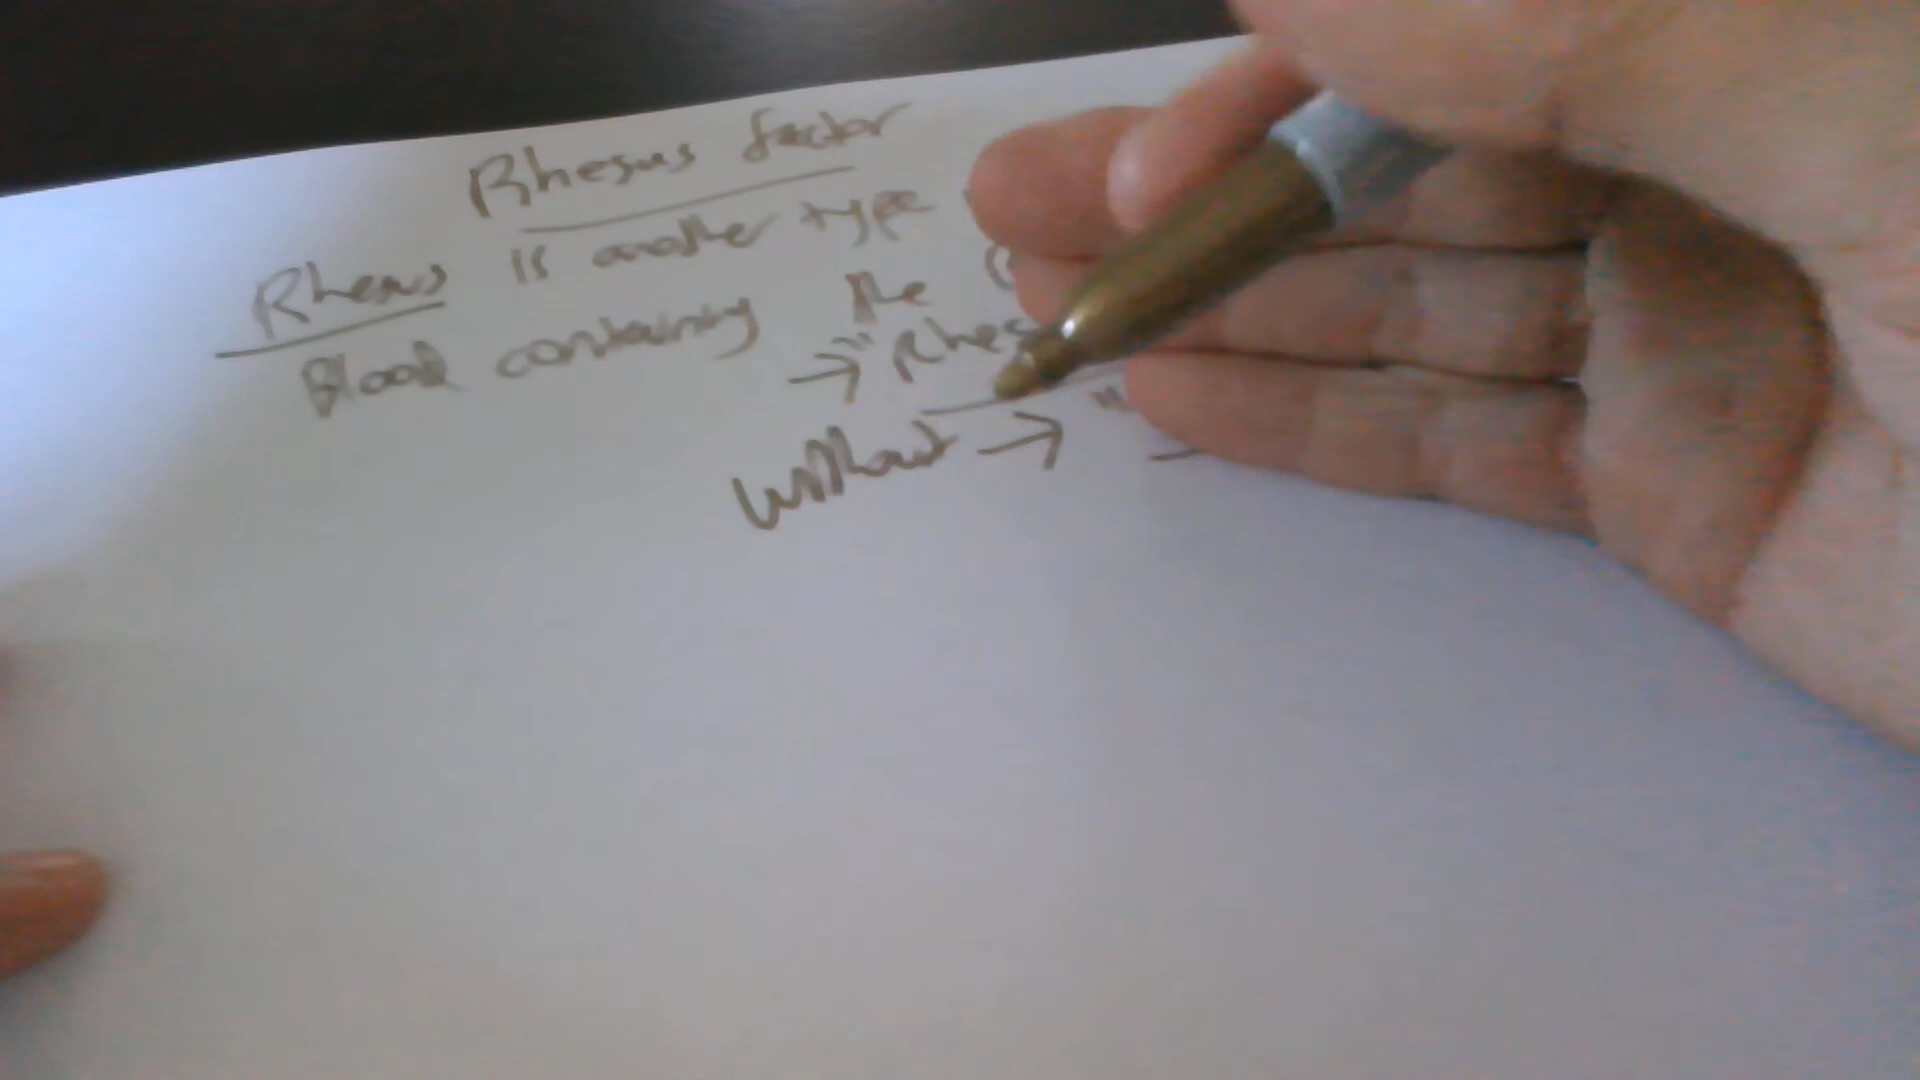 Rhesus factor
Rhesus is another type
Blood containing the
→ "Rhes
without → "